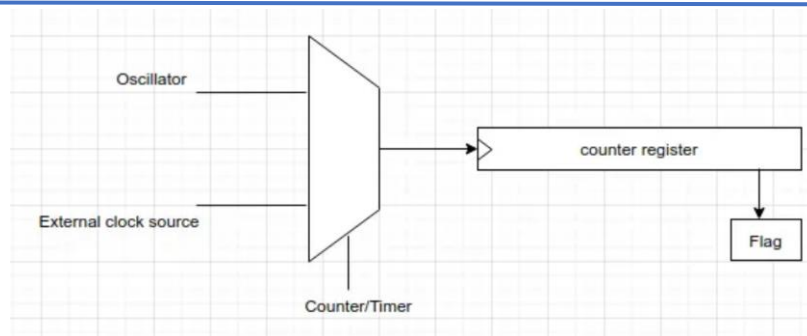 Oscillator
counter register
External clock source
Flag
Counter/Timer